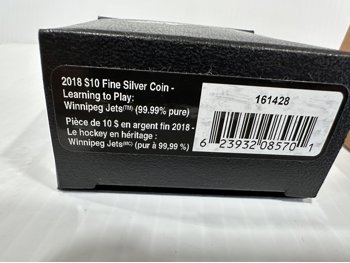 2018 $10 Fine Silver Coin -
Learning to Play:
Winnipeg Jets(TM) (99.99% pure)
Pièce de 10 $ en argent fin 2018 -
Le hockey en héritage :
Winnipeg Jets(MC) (pur à 99,99 %)
161428
6 23932 08570 1